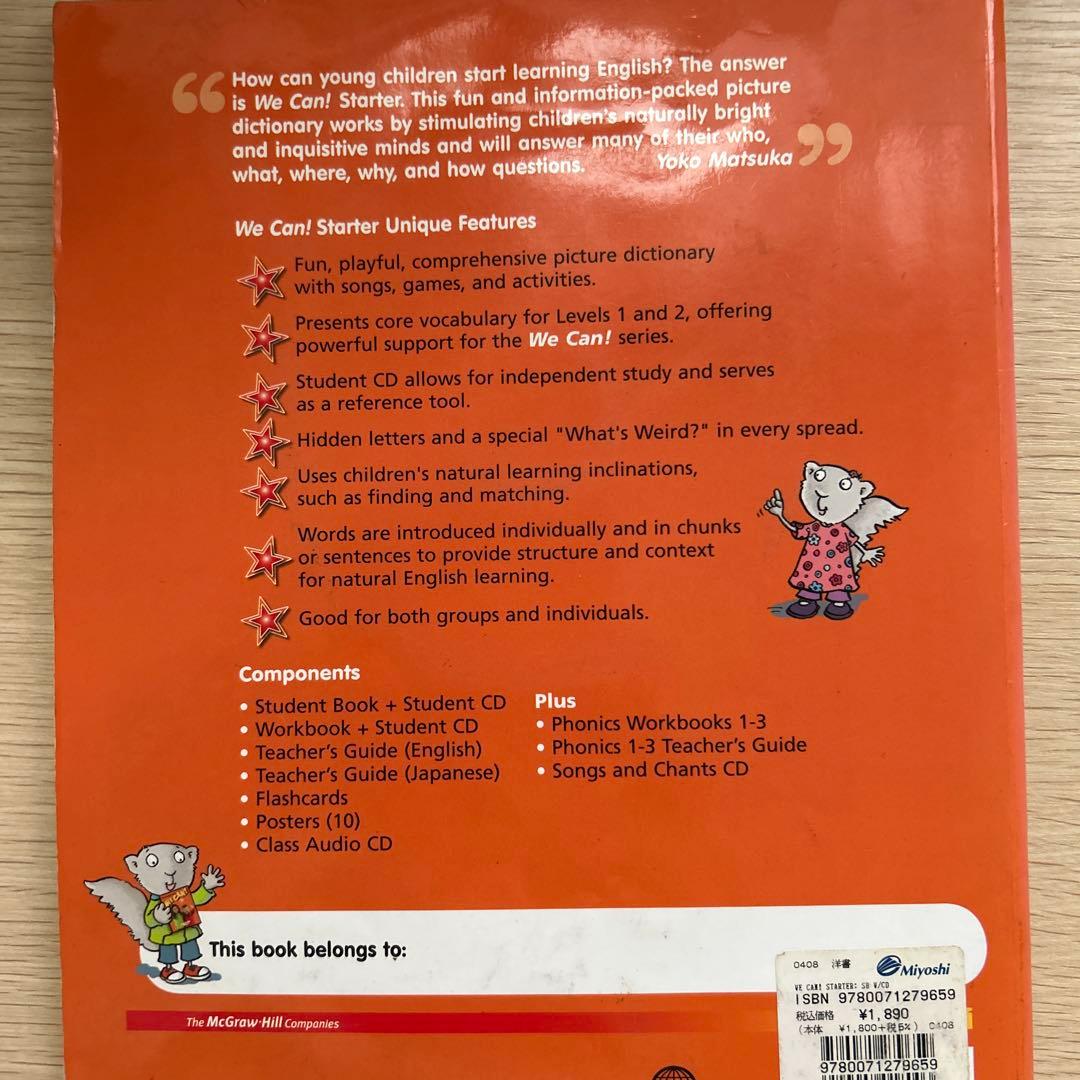 “How can young children start learning English? The answer
is We Can! Starter. This fun and information-packed picture
dictionary works by stimulating children's naturally bright
and inquisitive minds and will answer many of their who,
what, where, why, and how questions. Yoko Matsuka”
We Can! Starter Unique Features
Fun, playful, comprehensive picture dictionary
with songs, games, and activities.
Presents core vocabulary for Levels 1 and 2, offering
powerful support for the We Can! series.
Student CD allows for independent study and serves
as a reference tool.
Hidden letters and a special "What's Weird?" in every spread.
Uses children's natural learning inclinations,
such as finding and matching.
Words are introduced individually and in chunks
or sentences to provide structure and context
for natural English learning.
Good for both groups and individuals.
Components
• Student Book + Student CD
• Workbook + Student CD
• Teacher's Guide (English)
• Teacher's Guide (Japanese)
• Flashcards
• Posters (10)
• Class Audio CD
Plus
• Phonics Workbooks 1-3
• Phonics 1-3 Teacher's Guide
• Songs and Chants CD
This book belongs to:
The McGraw·Hill Companies
0408 洋書 Miyoshi
WE CAN! STARTER: SB W/CD
ISBN 9780071279659
税込価格 ¥1,890
(本体 ¥1,800+税5%) 0408
9780071279659